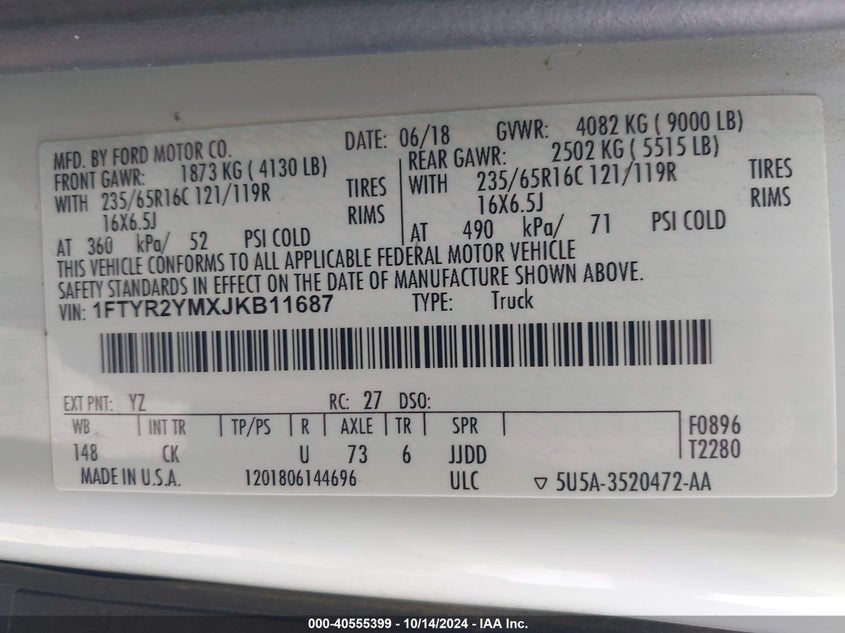 MFD. BY FORD MOTOR CO. DATE: 06/18 GVWR: 4082 KG ( 9000 LB)
FRONT GAWR: 1873 KG ( 4130 LB) REAR GAWR: 2502 KG ( 5515 LB)
WITH 235/65R16C 121/119R TIRES WITH 235/65R16C 121/119R TIRES
16X6.5J RIMS 16X6.5J RIMS
AT 360 kPa/ 52 PSI COLD AT 490 kPa/ 71 PSI COLD
THIS VEHICLE CONFORMS TO ALL APPLICABLE FEDERAL MOTOR VEHICLE
SAFETY STANDARDS IN EFFECT ON THE DATE OF MANUFACTURE SHOWN ABOVE.
VIN: 1FTYR2YMXJKB11687 TYPE: Truck
EXT PNT: YZ RC: 27 DSO:
WB INT TR TP/PS R AXLE TR SPR F0896
148 CK U 73 6 JJDD T2280
MADE IN U.S.A. 1201806144696 ULC ▽ 5U5A-3520472-AA
000-40555399 - 10/14/2024 - IAA Inc.